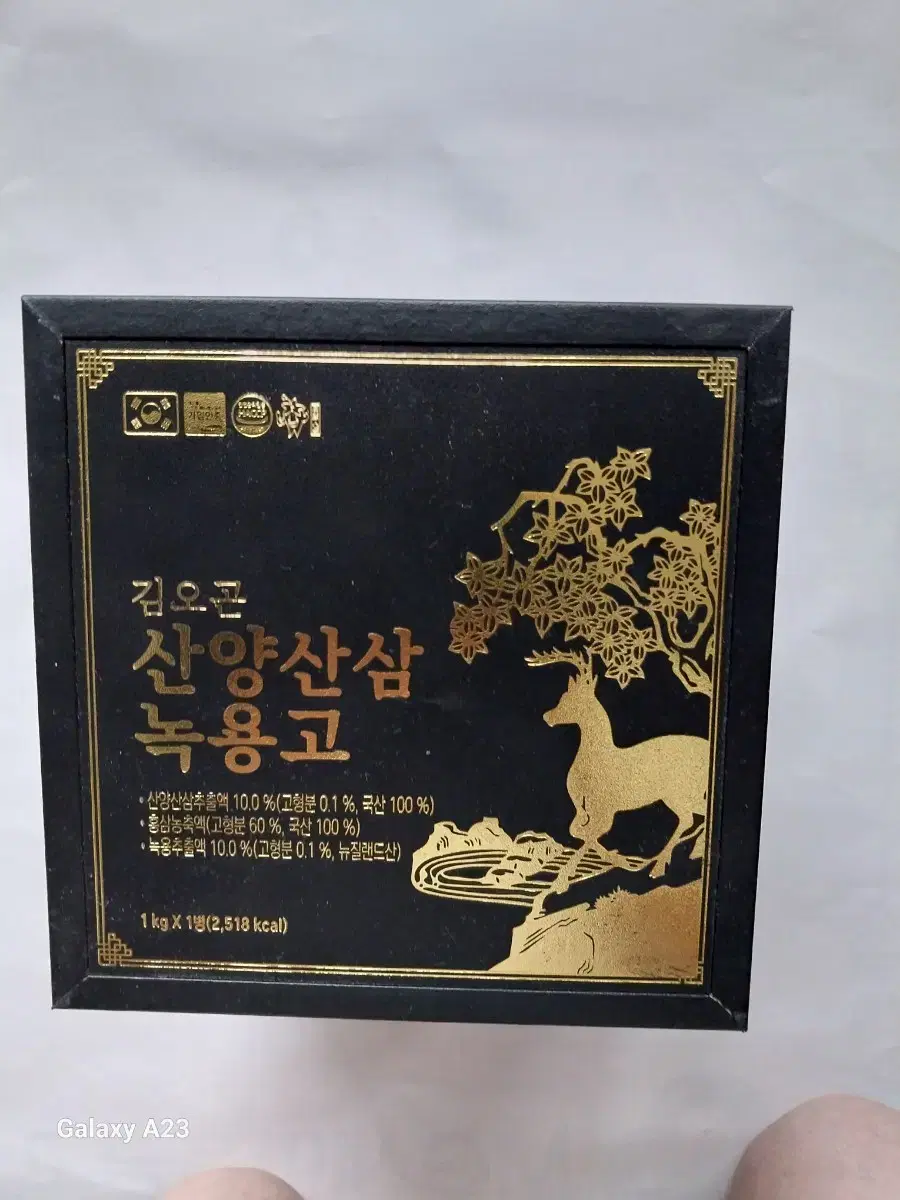 HACCP
김오곤
산양산삼
녹용고
• 산양산삼추출액 10.0 %(고형분 0.1 %, 국산 100 %)
• 홍삼농축액(고형분 60 %, 국산 100 %)
• 녹용추출액 10.0 %(고형분 0.1 %, 뉴질랜드산)
1 kg X 1병(2,518 kcal)
Galaxy A23